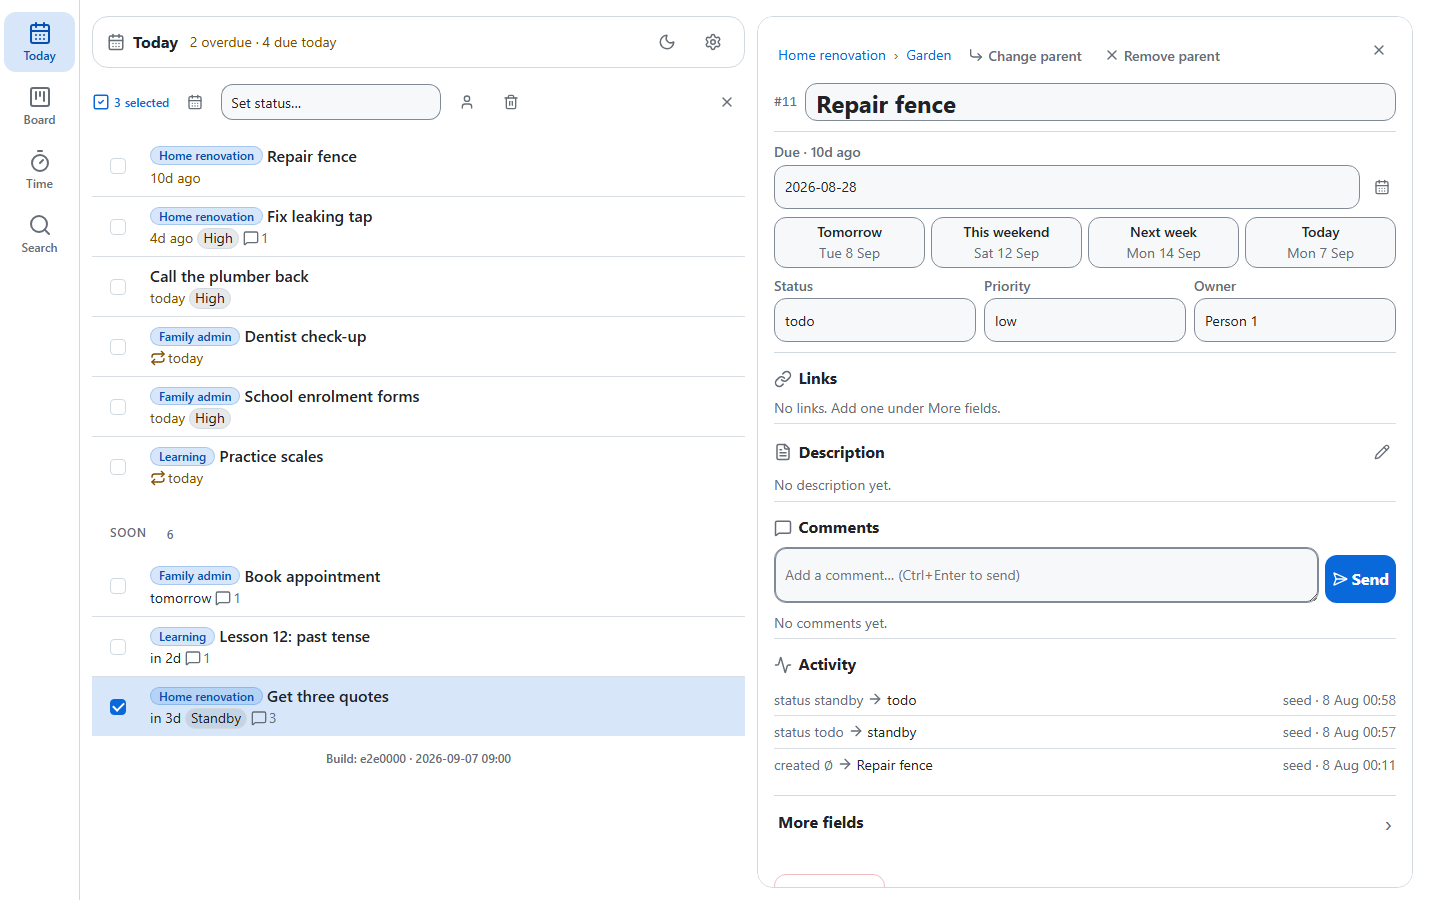 Today
Board
Time
Search
Today 2 overdue · 4 due today
3 selected
Set status...
Home renovation Repair fence
10d ago
Home renovation Fix leaking tap
4d ago High 1
Call the plumber back
today High
Family admin Dentist check-up
today
Family admin School enrolment forms
today High
Learning Practice scales
today
SOON 6
Family admin Book appointment
tomorrow 1
Learning Lesson 12: past tense
in 2d 1
Home renovation Get three quotes
in 3d Standby 3
Build: e2e0000 · 2026-09-07 09:00
Home renovation › Garden Change parent Remove parent
#11 Repair fence
Due · 10d ago
2026-08-28
Tomorrow
Tue 8 Sep
This weekend
Sat 12 Sep
Next week
Mon 14 Sep
Today
Mon 7 Sep
Status
todo
Priority
low
Owner
Person 1
Links
No links. Add one under More fields.
Description
No description yet.
Comments
Add a comment... (Ctrl+Enter to send)
Send
No comments yet.
Activity
status standby → todo seed · 8 Aug 00:58
status todo → standby seed · 8 Aug 00:57
created ∅ → Repair fence seed · 8 Aug 00:11
More fields